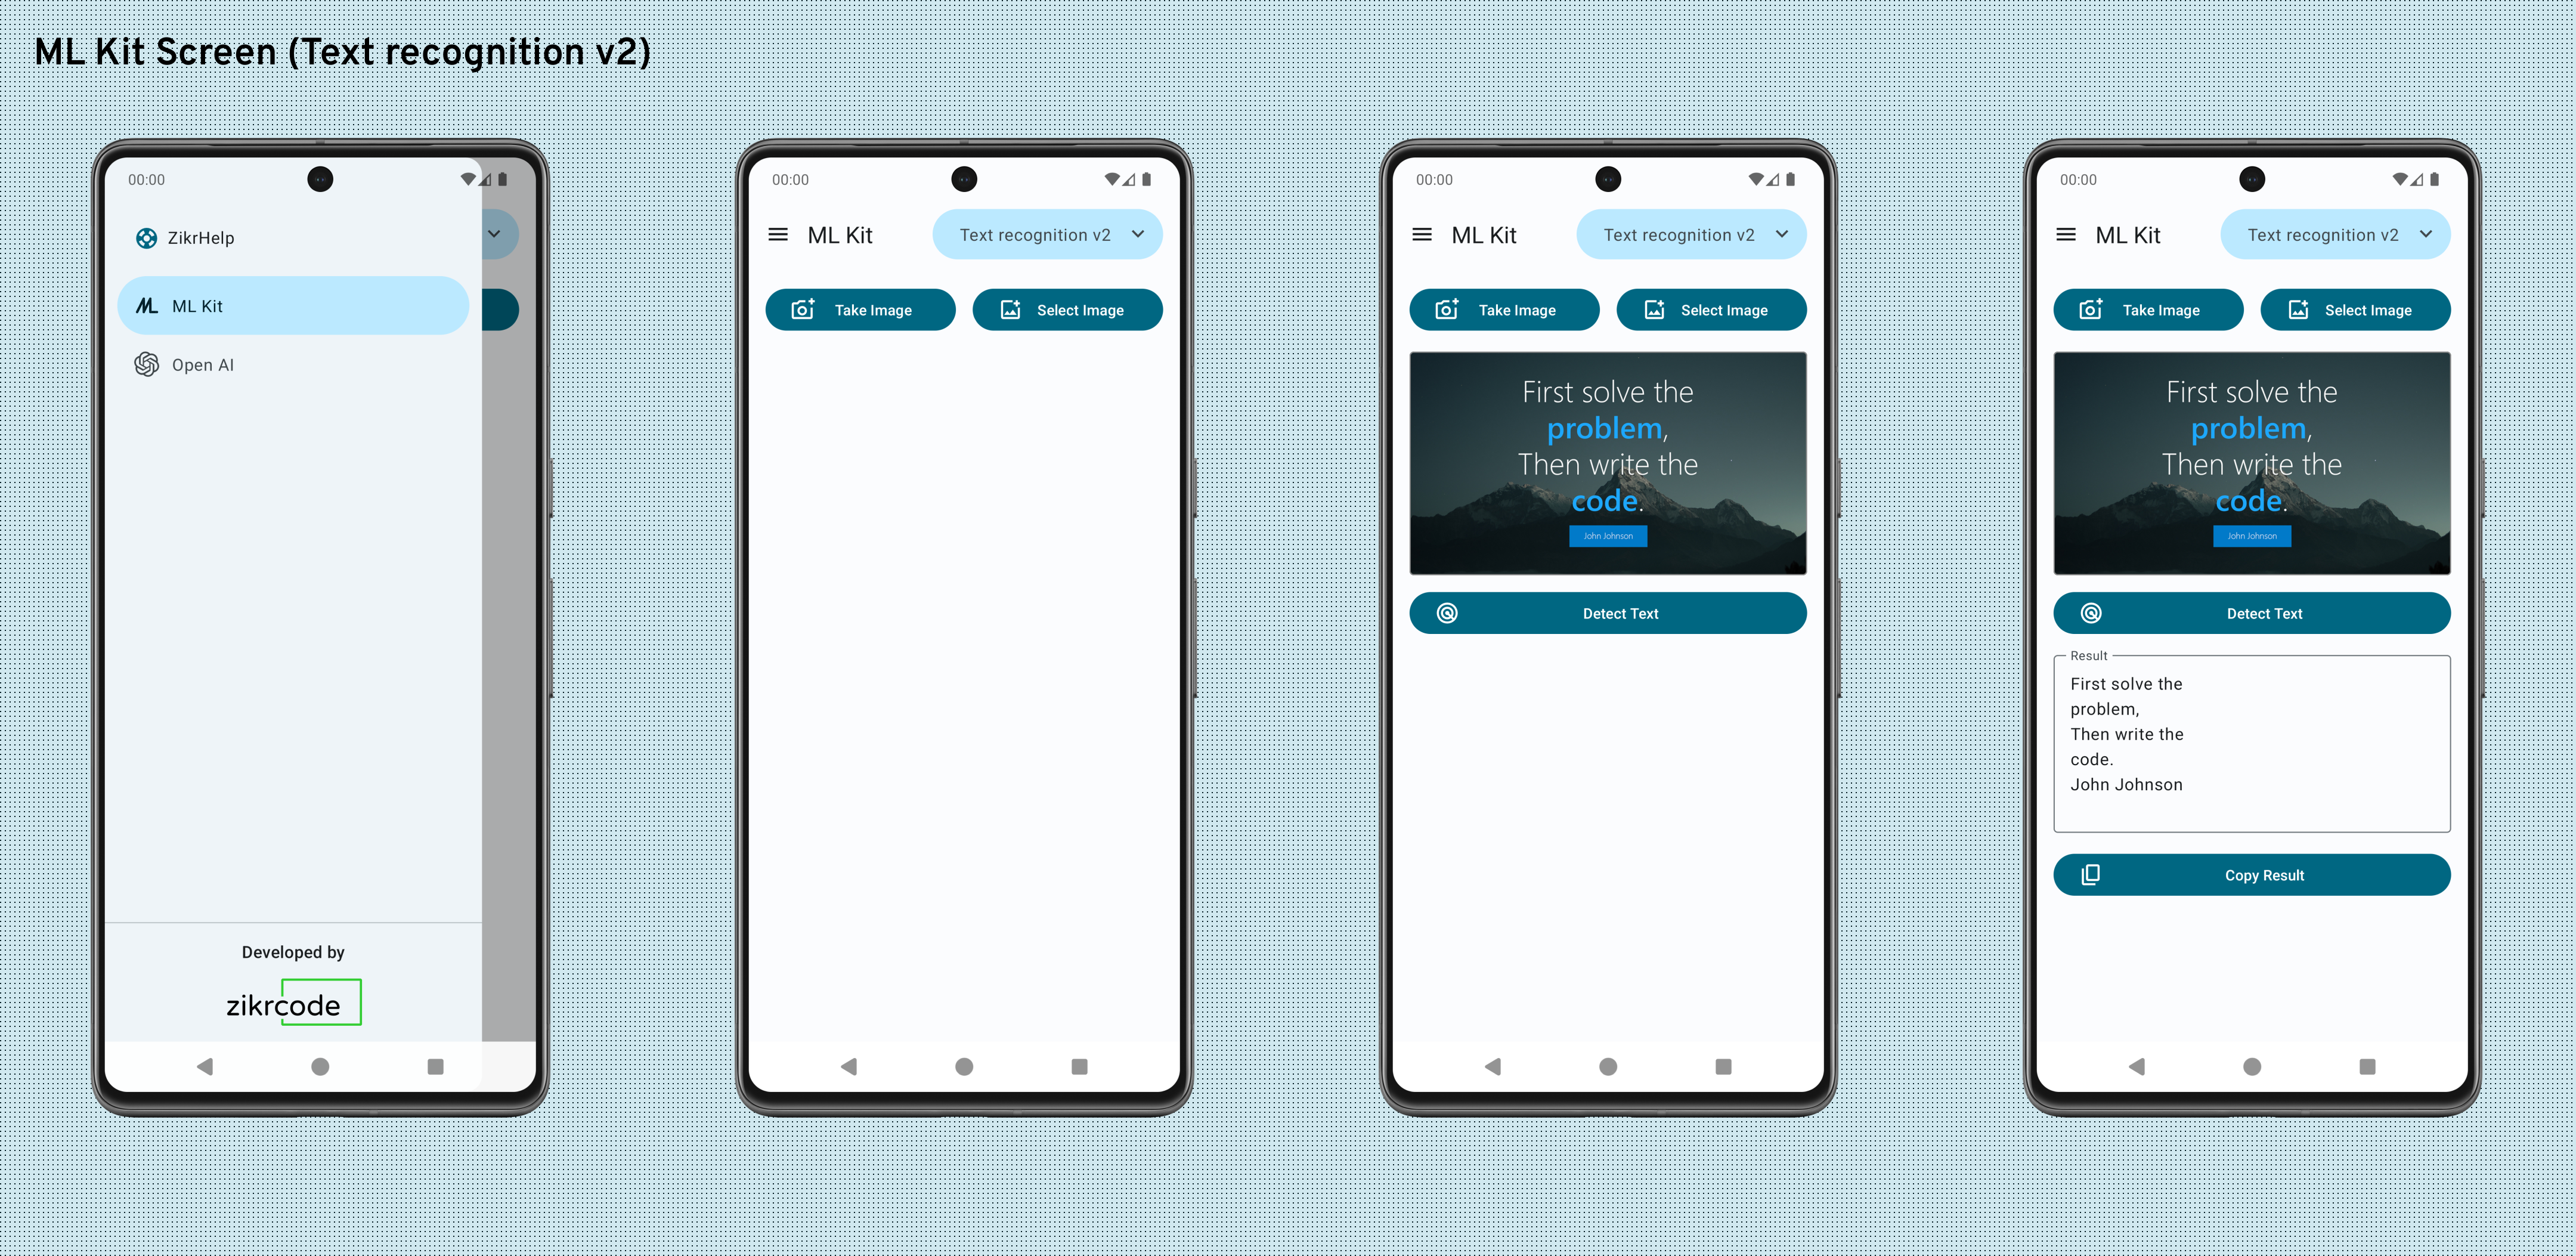 ML Kit Screen (Text recognition v2)
00:00
ZikrHelp
ML Kit
Open AI
Developed by
zikrcode
00:00
ML Kit
Text recognition v2
Take Image
Select Image
00:00
ML Kit
Text recognition v2
Take Image
Select Image
First solve the
problem,
Then write the
code.
John Johnson
Detect Text
00:00
ML Kit
Text recognition v2
Take Image
Select Image
First solve the
problem,
Then write the
code.
John Johnson
Detect Text
Result
First solve the
problem,
Then write the
code.
John Johnson
Copy Result